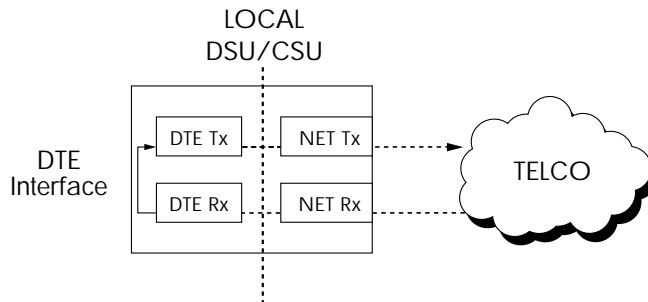 LOCAL
DSU/CSU
DTE Tx
NET Tx
DTE
Interface
TELCO
DTE Rx
NET Rx